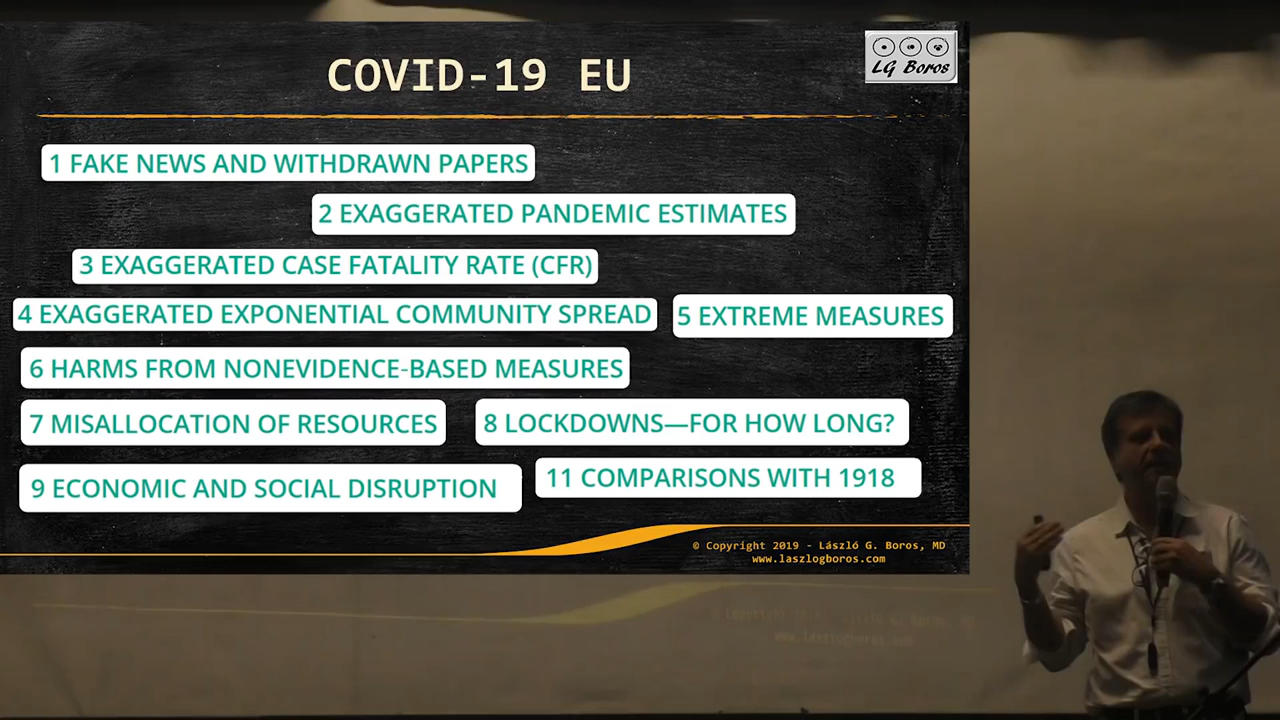 COVID-19 EU
LG Boros
1 FAKE NEWS AND WITHDRAWN PAPERS
2 EXAGGERATED PANDEMIC ESTIMATES
3 EXAGGERATED CASE FATALITY RATE (CFR)
4 EXAGGERATED EXPONENTIAL COMMUNITY SPREAD
5 EXTREME MEASURES
6 HARMS FROM NONEVIDENCE-BASED MEASURES
7 MISALLOCATION OF RESOURCES
8 LOCKDOWNS—FOR HOW LONG?
9 ECONOMIC AND SOCIAL DISRUPTION
11 COMPARISONS WITH 1918
© Copyright 2019 - László G. Boros, MD
www.laszlogboros.com